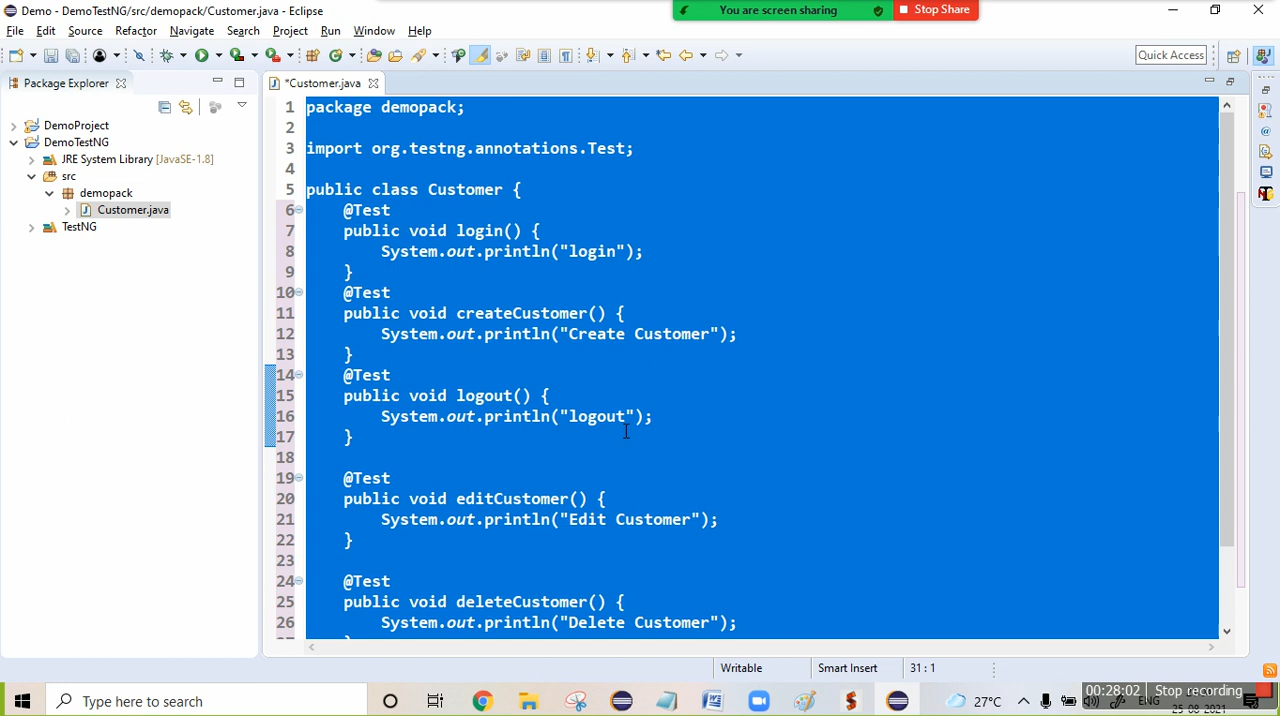 Demo - DemoTestNG/src/demopack/Customer.java - Eclipse
You are screen sharing
Stop Share
File Edit Source Refactor Navigate Search Project Run Window Help
Quick Access
Package Explorer
*Customer.java
DemoProject
DemoTestNG
JRE System Library [JavaSE-1.8]
src
demopack
Customer.java
TestNG
1 package demopack;
2
3 import org.testng.annotations.Test;
4
5 public class Customer {
6 @Test
7 public void login() {
8 System.out.println("login");
9 }
10 @Test
11 public void createCustomer() {
12 System.out.println("Create Customer");
13 }
14 @Test
15 public void logout() {
16 System.out.println("logout");
17 }
18
19 @Test
20 public void editCustomer() {
21 System.out.println("Edit Customer");
22 }
23
24 @Test
25 public void deleteCustomer() {
26 System.out.println("Delete Customer");
Writable
Smart Insert
31 : 1
Type here to search
27°C
ENG
00:28:02
Stop recording
25-08-2021